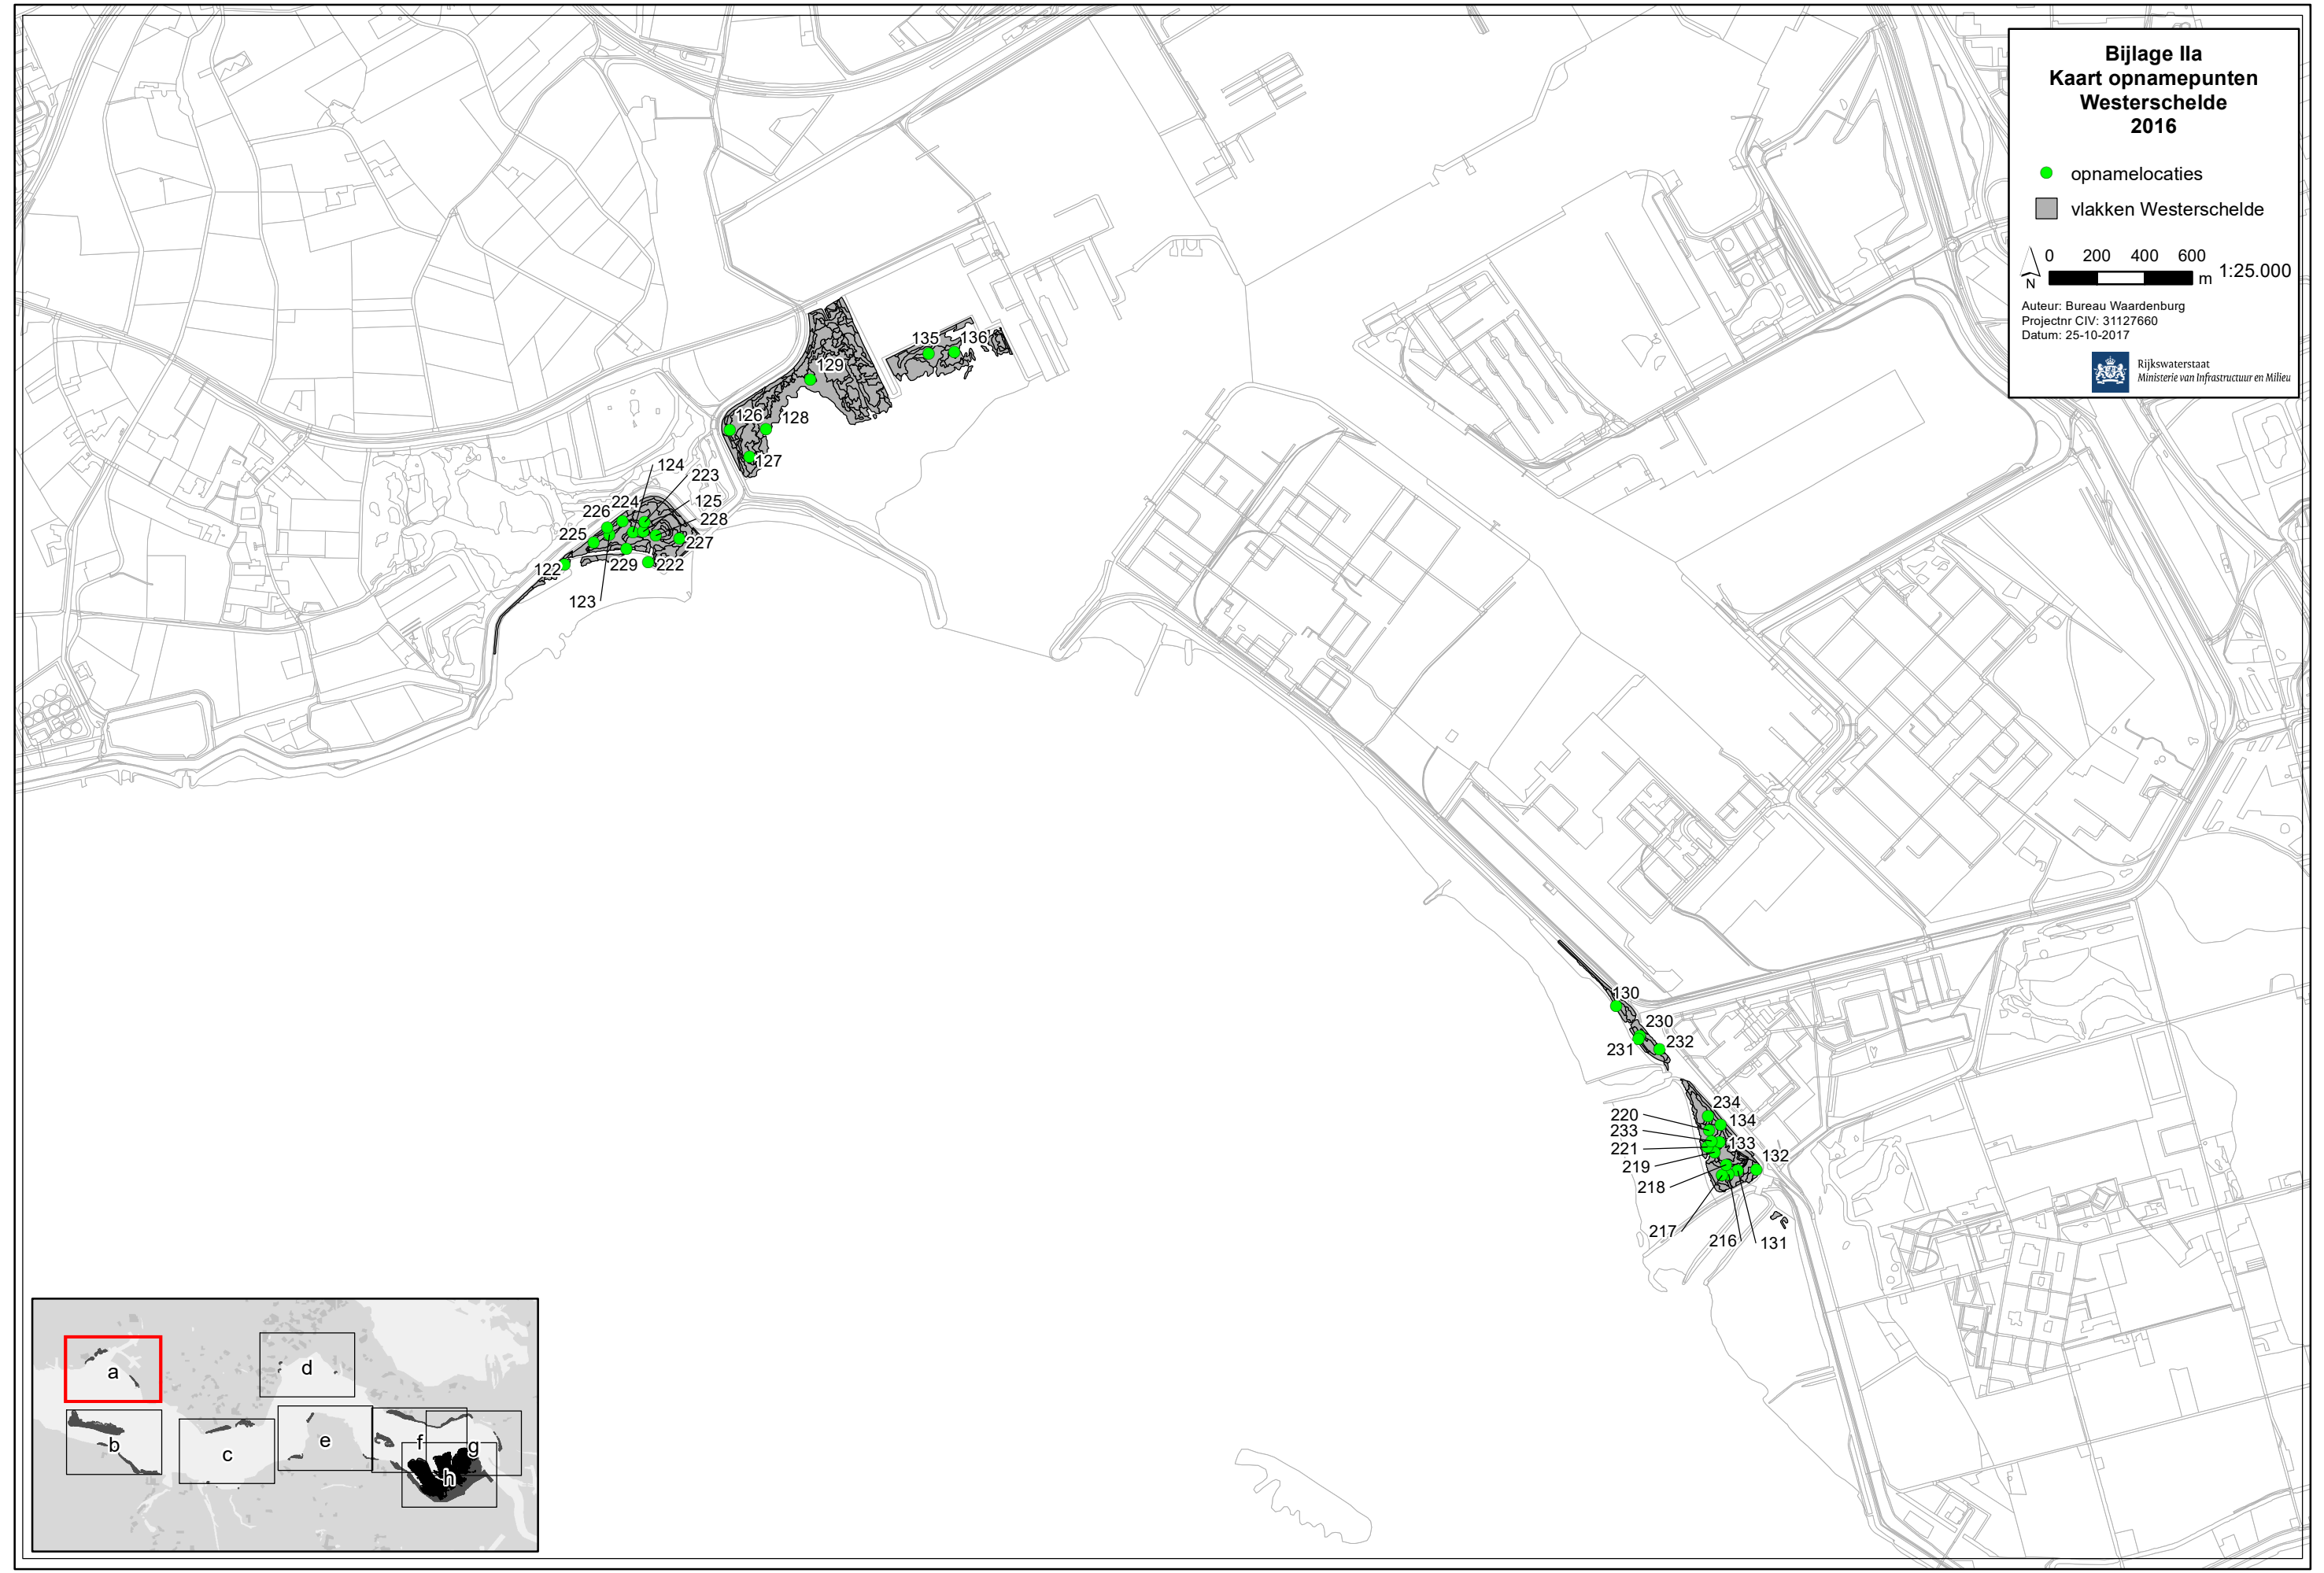 Bijlage IIa
Kaart opnamepunten
Westerschelde
2016
opnamelocaties
vlakken Westerschelde
0 200 400 600
1:25.000
m
N
Auteur: Bureau Waardenburg
Projectnr CIV: 31127660
Datum: 25-10-2017
Rijkswaterstaat
Ministerie van Infrastructuur en Milieu
135
136
129
126
128
127
124
223
224
125
226
228
225
227
122
229
222
123
130
230
231
232
234
220
134
233
133
221
132
219
218
217
216
131
a
d
b
c
e
f
g
h